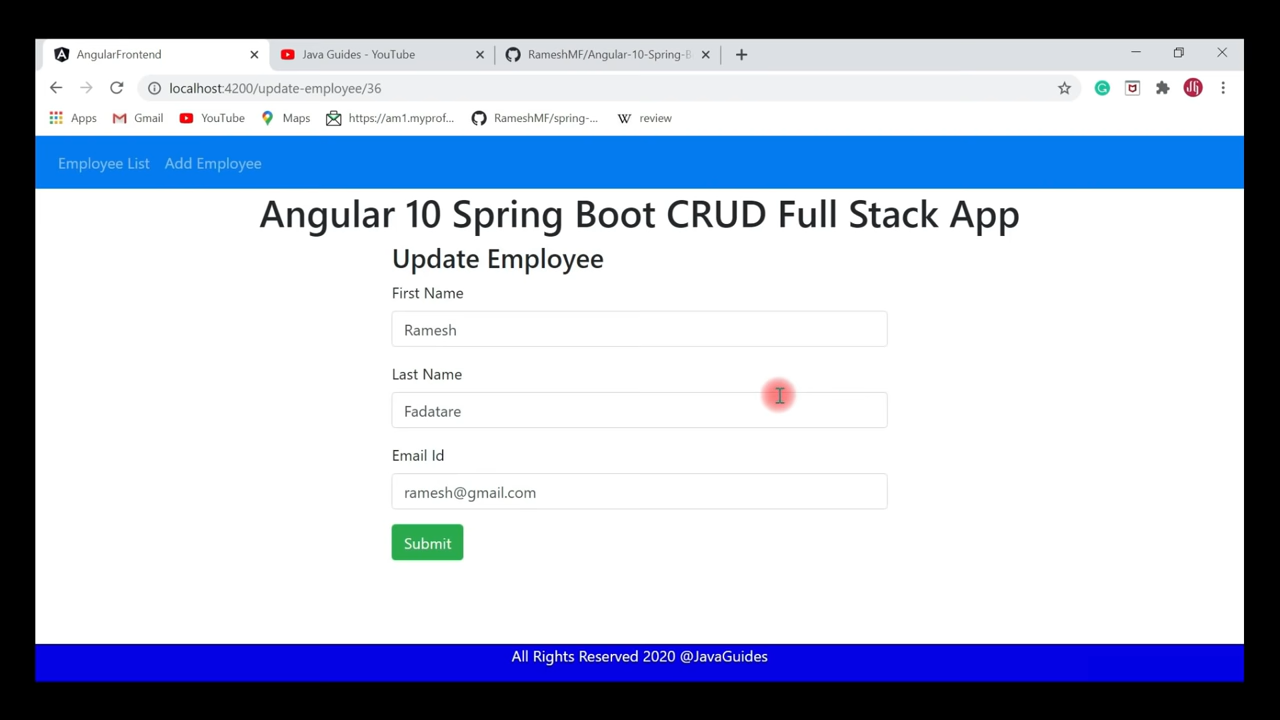 AngularFrontend
Java Guides - YouTube
RameshMF/Angular-10-Spring-B
localhost:4200/update-employee/36
Apps
Gmail
YouTube
Maps
https://am1.myprof...
RameshMF/spring-...
review
Employee List Add Employee
Angular 10 Spring Boot CRUD Full Stack App
Update Employee
First Name
Ramesh
Last Name
Fadatare
Email Id
ramesh@gmail.com
Submit
All Rights Reserved 2020 @JavaGuides